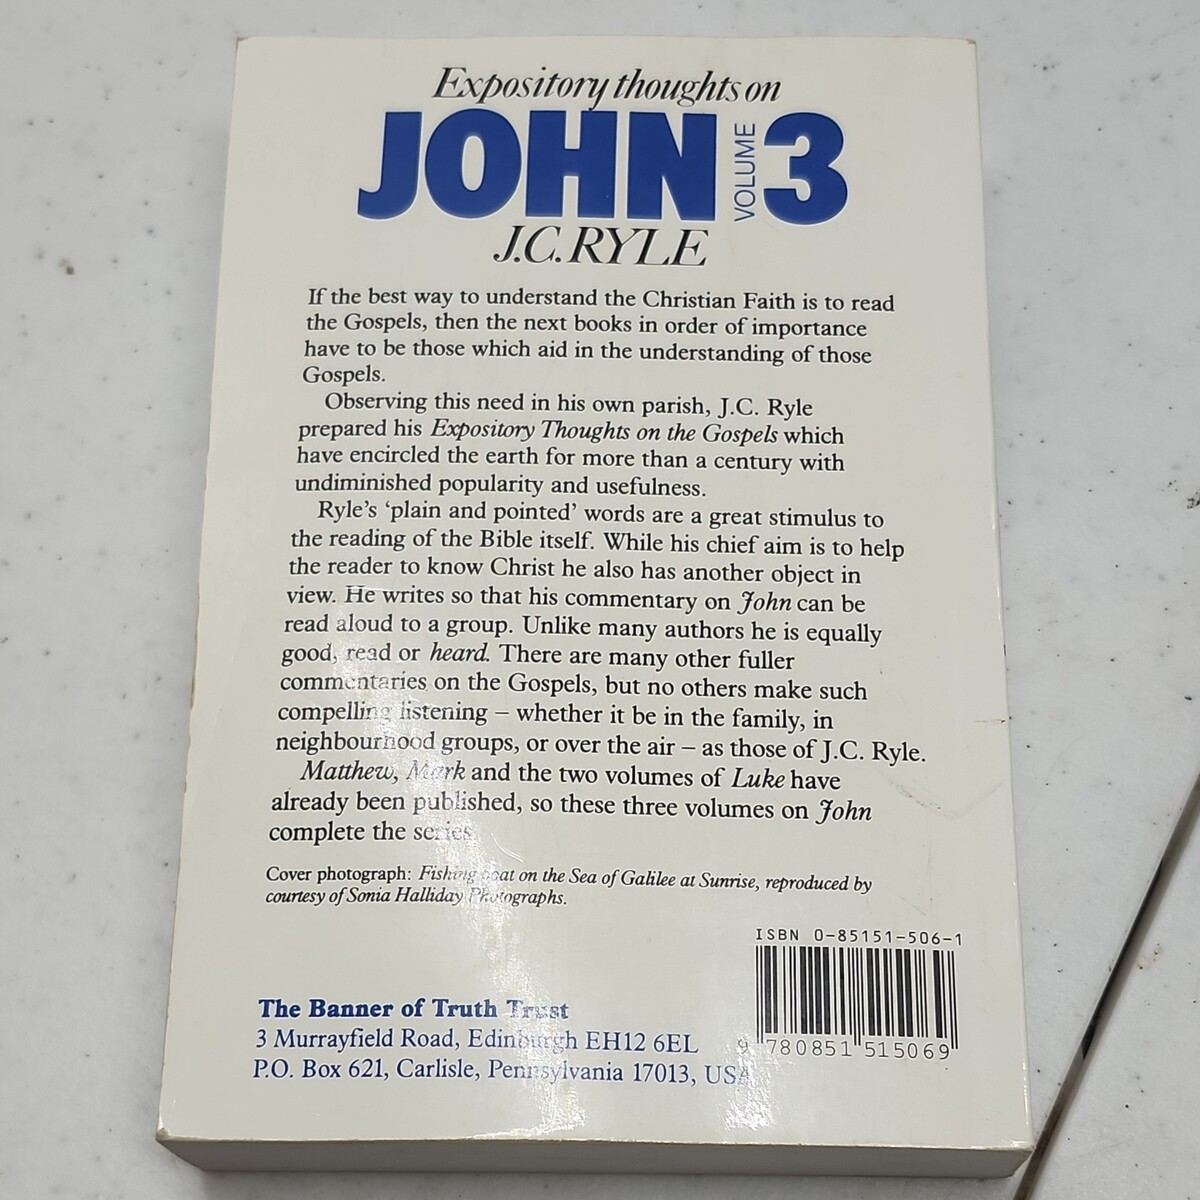 Expository thoughts on
JOHN VOLUME 3
J.C. RYLE
If the best way to understand the Christian Faith is to read
the Gospels, then the next books in order of importance
have to be those which aid in the understanding of those
Gospels.
Observing this need in his own parish, J.C. Ryle
prepared his Expository Thoughts on the Gospels which
have encircled the earth for more than a century with
undiminished popularity and usefulness.
Ryle's 'plain and pointed' words are a great stimulus to
the reading of the Bible itself. While his chief aim is to help
the reader to know Christ he also has another object in
view. He writes so that his commentary on John can be
read aloud to a group. Unlike many authors he is equally
good, read or heard. There are many other fuller
commentaries on the Gospels, but no others make such
compelling listening – whether it be in the family, in
neighbourhood groups, or over the air – as those of J.C. Ryle.
Matthew, Mark and the two volumes of Luke have
already been published, so these three volumes on John
complete the series
Cover photograph: Fishing boat on the Sea of Galilee at Sunrise, reproduced by
courtesy of Sonia Halliday Photographs.
ISBN 0-85151-506-1
9 780851 515069
The Banner of Truth Trust
3 Murrayfield Road, Edinburgh EH12 6EL
P.O. Box 621, Carlisle, Pennsylvania 17013, USA